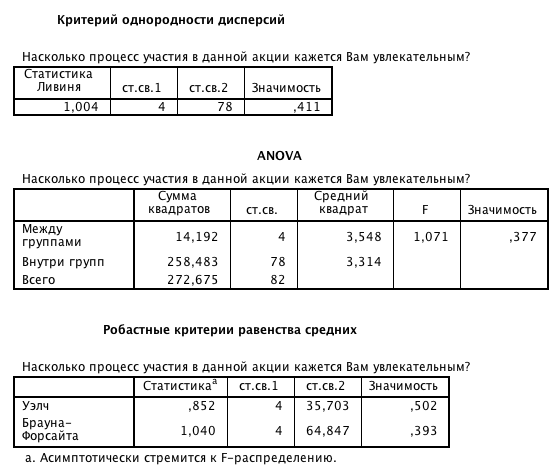 Критерий однородности дисперсий
Насколько процесс участия в данной акции кажется Вам увлекательным?
Статистика Ливиня ст.св.1 ст.св.2 Значимость
1,004 4 78 ,411
ANOVA
Насколько процесс участия в данной акции кажется Вам увлекательным?
Сумма квадратов ст.св. Средний квадрат F Значимость
Между группами 14,192 4 3,548 1,071 ,377
Внутри групп 258,483 78 3,314
Всего 272,675 82
Робастные критерии равенства средних
Насколько процесс участия в данной акции кажется Вам увлекательным?
Статистикаa ст.св.1 ст.св.2 Значимость
Уэлч ,852 4 35,703 ,502
Брауна-Форсайта 1,040 4 64,847 ,393
a. Асимптотически стремится к F-распределению.